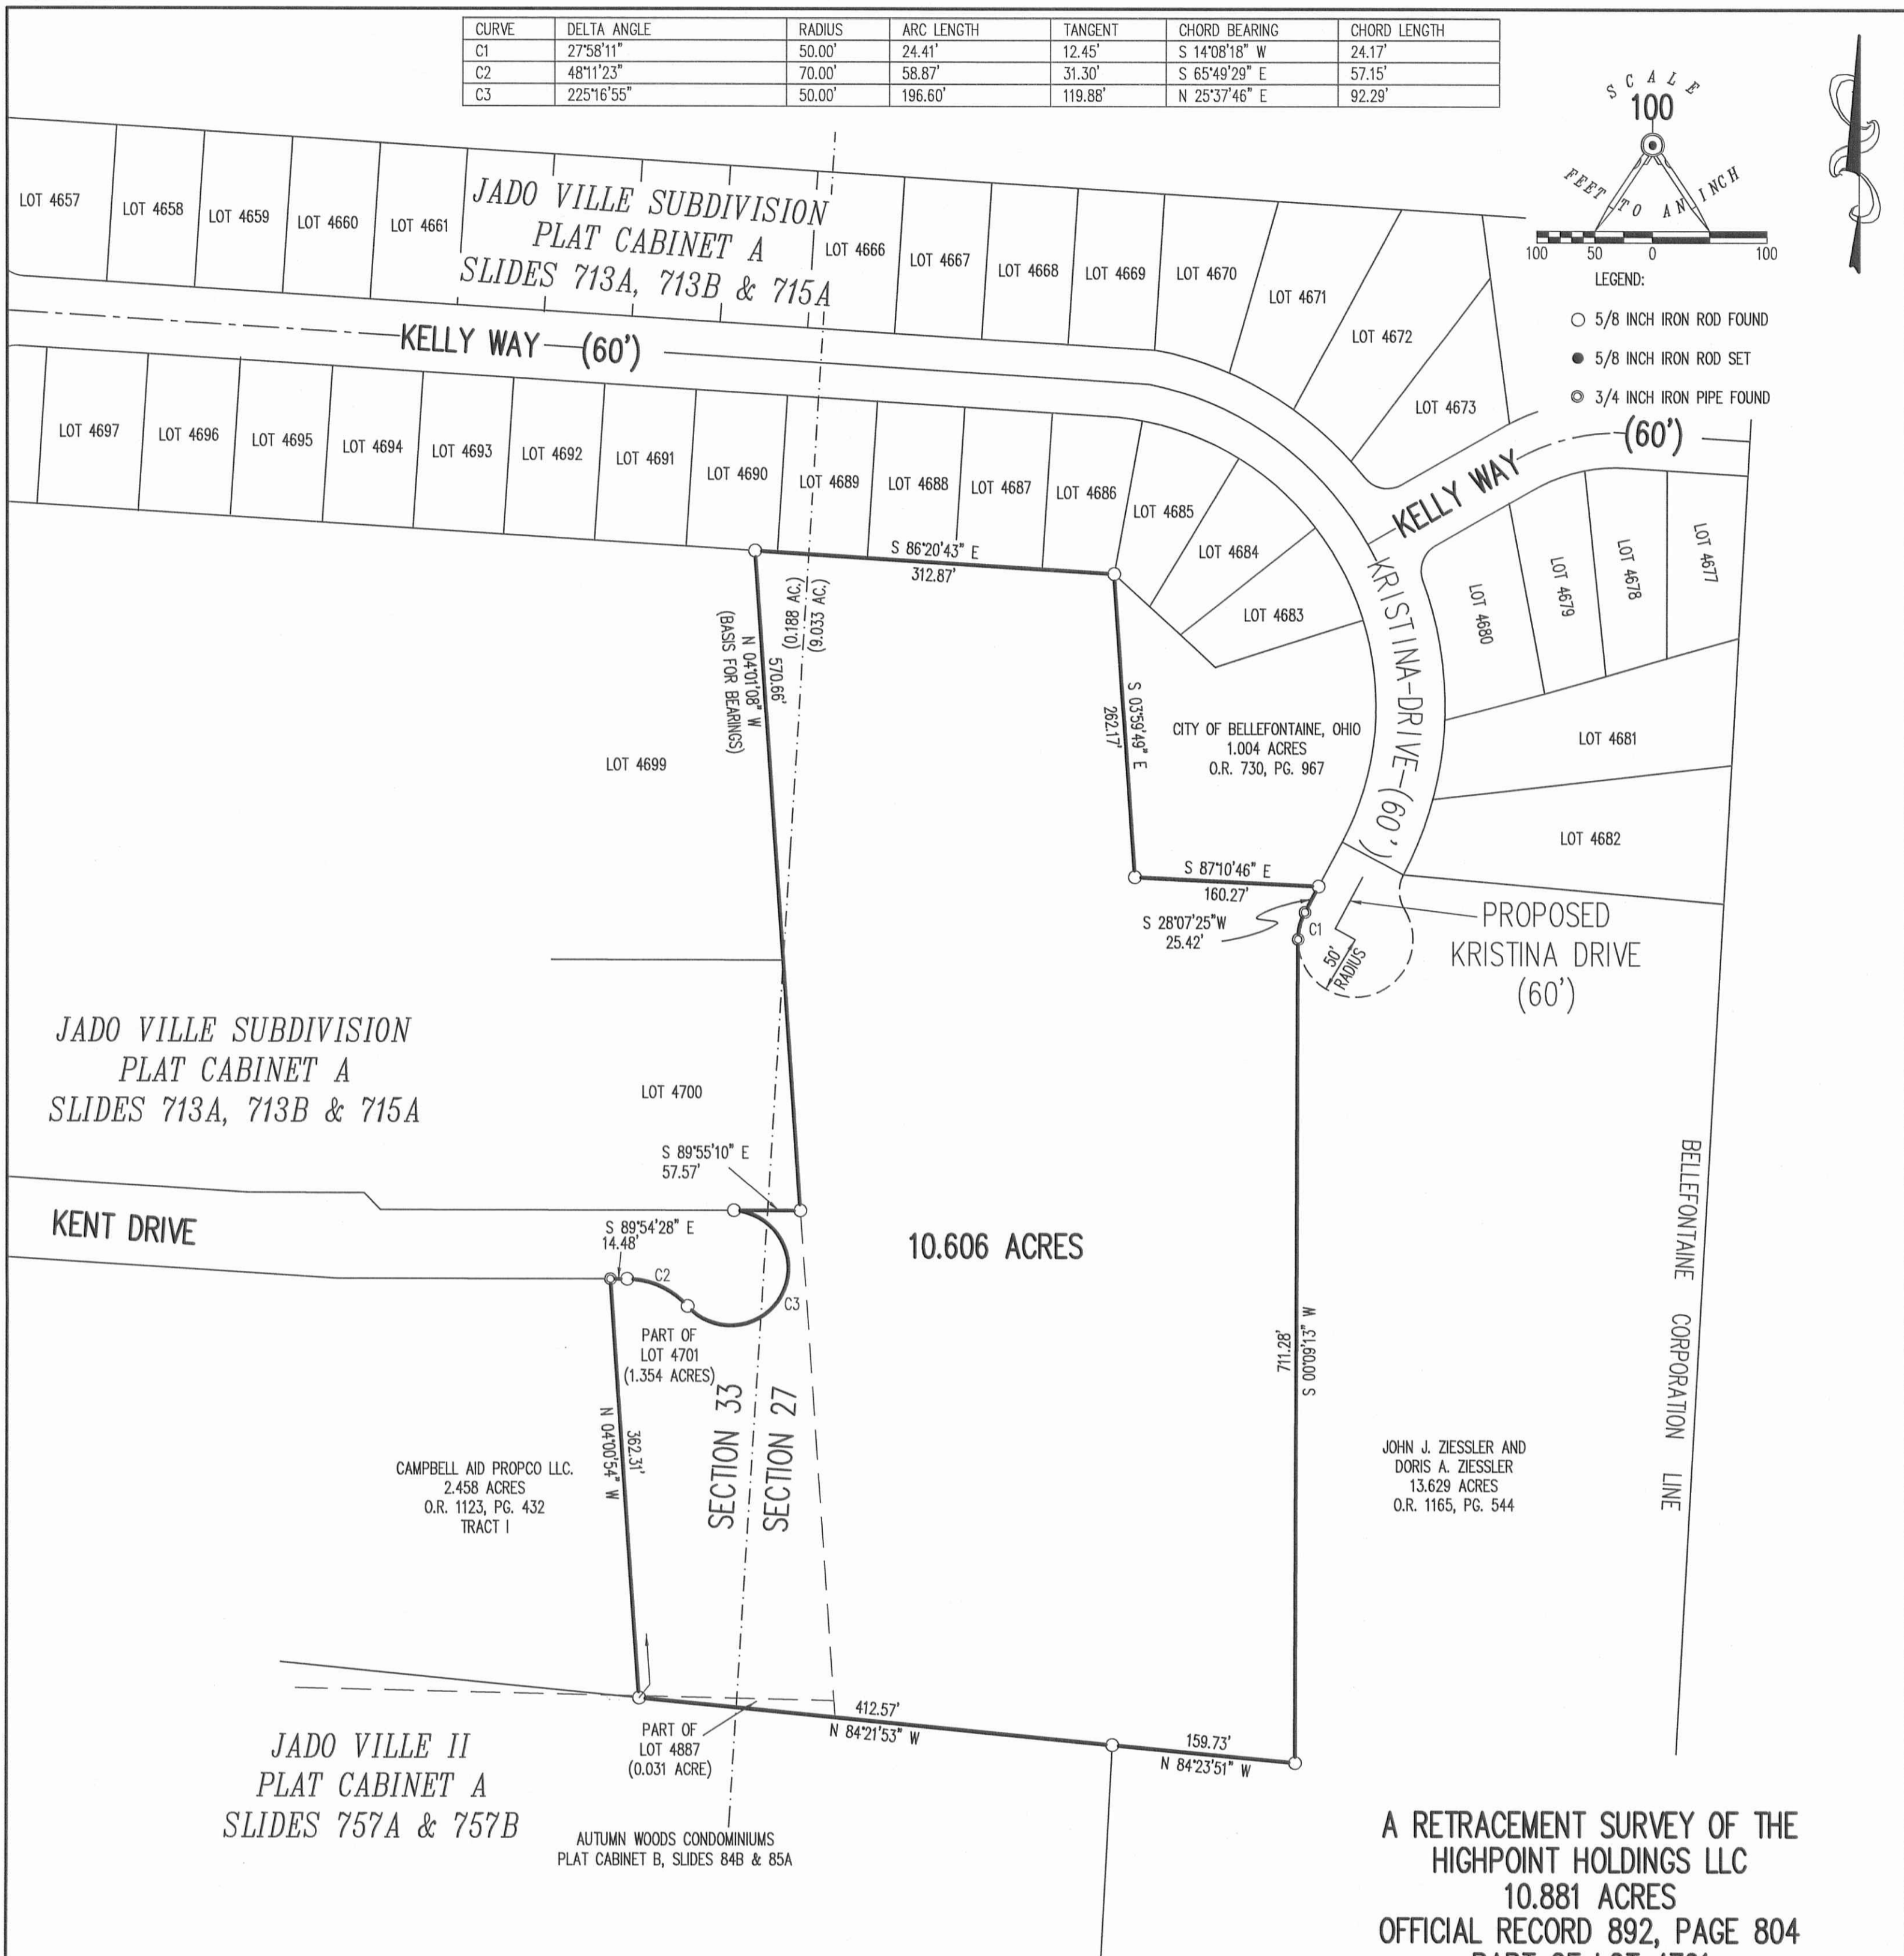 CURVE DELTA ANGLE RADIUS ARC LENGTH TANGENT CHORD BEARING CHORD LENGTH
C1 27°58'11" 50.00' 24.41' 12.45' S 14°08'18" W 24.17'
C2 48°11'23" 70.00' 58.87' 31.30' S 65°49'29" E 57.15'
C3 225°16'55" 50.00' 196.60' 119.88' N 25°37'46" E 92.29'
SCALE
100
FEET TO AN INCH
100 50 0 100
LEGEND:
5/8 INCH IRON ROD FOUND
5/8 INCH IRON ROD SET
3/4 INCH IRON PIPE FOUND
LOT 4657
LOT 4658
LOT 4659
LOT 4660
LOT 4661
JADO VILLE SUBDIVISION
PLAT CABINET A
SLIDES 713A, 713B & 715A
LOT 4666
LOT 4667
LOT 4668
LOT 4669
LOT 4670
LOT 4671
LOT 4672
LOT 4673
KELLY WAY (60')
KELLY WAY (60')
LOT 4697
LOT 4696
LOT 4695
LOT 4694
LOT 4693
LOT 4692
LOT 4691
LOT 4690
LOT 4689
LOT 4688
LOT 4687
LOT 4686
LOT 4685
LOT 4684
LOT 4683
LOT 4680
LOT 4679
LOT 4678
LOT 4677
LOT 4681
LOT 4682
KRISTINA-DRIVE-(60')
S 86°20'43" E
312.87'
(0.188 AC.)
(9.033 AC.)
570.66'
N 04°01'08" W
(BASIS FOR BEARINGS)
S 03°59'49" E
262.17'
CITY OF BELLEFONTAINE, OHIO
1.004 ACRES
O.R. 730, PG. 967
LOT 4699
S 87°10'46" E
160.27'
S 28°07'25"W
25.42'
C1
50'
RADIUS
PROPOSED
KRISTINA DRIVE
(60')
JADO VILLE SUBDIVISION
PLAT CABINET A
SLIDES 713A, 713B & 715A
LOT 4700
S 89°55'10" E
57.57'
KENT DRIVE
S 89°54'28" E
14.48'
C2
C3
10.606 ACRES
PART OF
LOT 4701
(1.354 ACRES)
SECTION 33
SECTION 27
362.31'
N 04°00'54" W
CAMPBELL AID PROPCO LLC.
2.458 ACRES
O.R. 1123, PG. 432
TRACT I
711.28'
S 00°09'13" W
BELLEFONTAINE CORPORATION LINE
JOHN J. ZIESSLER AND
DORIS A. ZIESSLER
13.629 ACRES
O.R. 1165, PG. 544
412.57'
N 84°21'53" W
159.73'
N 84°23'51" W
PART OF
LOT 4887
(0.031 ACRE)
JADO VILLE II
PLAT CABINET A
SLIDES 757A & 757B
AUTUMN WOODS CONDOMINIUMS
PLAT CABINET B, SLIDES 84B & 85A
A RETRACEMENT SURVEY OF THE
HIGHPOINT HOLDINGS LLC
10.881 ACRES
OFFICIAL RECORD 892, PAGE 804
PART OF LOT 4701